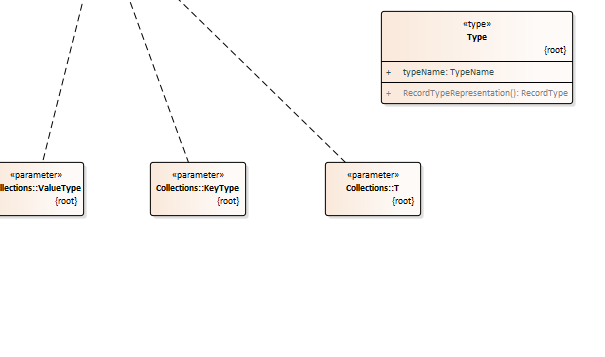 «type»
Type
{root}
+ typeName: TypeName
+ RecordTypeRepresentation(): RecordType
«parameter»
llections::ValueType
{root}
«parameter»
Collections::KeyType
{root}
«parameter»
Collections::T
{root}